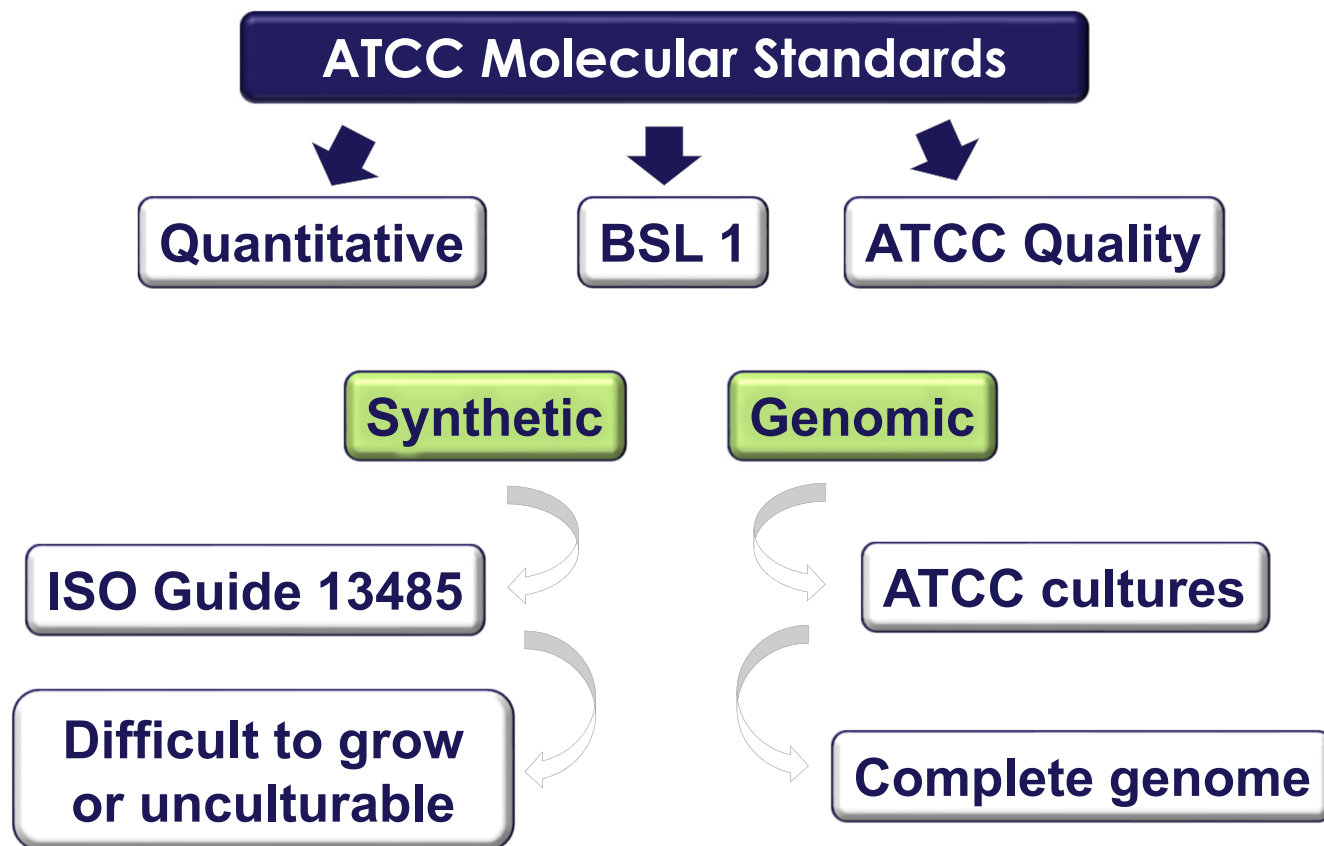 ATCC Molecular Standards
Quantitative
BSL 1
ATCC Quality
Synthetic
Genomic
ISO Guide 13485
ATCC cultures
Difficult to grow
or unculturable
Complete genome